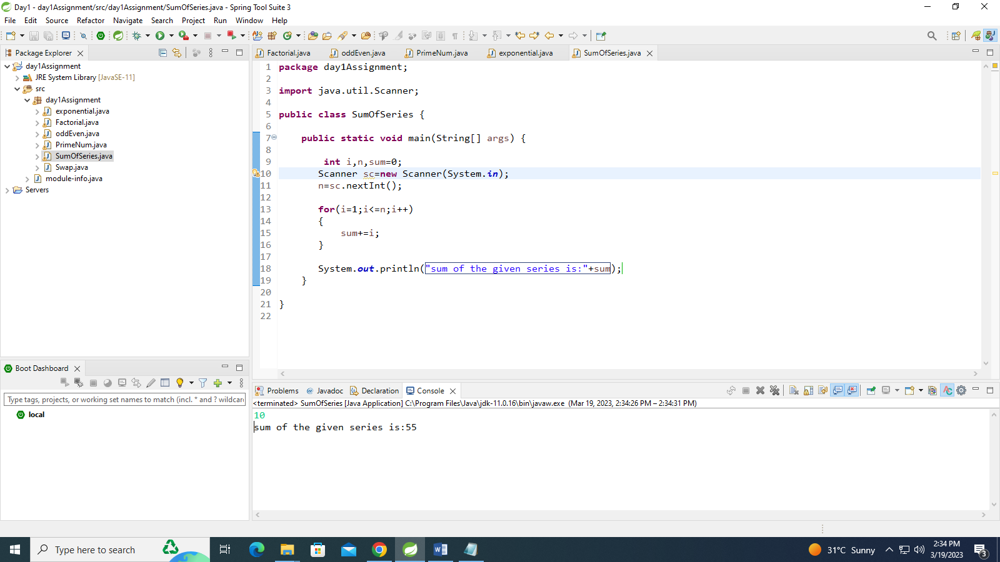 Day1 - day1Assignment/src/day1Assignment/SumOfSeries.java - Spring Tool Suite 3
File Edit Source Refactor Navigate Search Project Run Window Help
Package Explorer
day1Assignment
JRE System Library [JavaSE-11]
src
day1Assignment
exponential.java
Factorial.java
oddEven.java
PrimeNum.java
SumOfSeries.java
Swap.java
module-info.java
Servers
Factorial.java oddEven.java PrimeNum.java exponential.java SumOfSeries.java
1 package day1Assignment;
2
3 import java.util.Scanner;
4
5 public class SumOfSeries {
6
7 public static void main(String[] args) {
8
9 int i,n,sum=0;
10 Scanner sc=new Scanner(System.in);
11 n=sc.nextInt();
12
13 for(i=1;i<=n;i++)
14 {
15 sum+=i;
16 }
17
18 System.out.println("sum of the given series is:"+sum);
19 }
20
21 }
22
Boot Dashboard
Type tags, projects, or working set names to match (incl. * and ? wildcard
local
Problems @ Javadoc Declaration Console
<terminated> SumOfSeries [Java Application] C:\Program Files\Java\jdk-11.0.16\bin\javaw.exe (Mar 19, 2023, 2:34:26 PM – 2:34:31 PM)
10
sum of the given series is:55
Type here to search
31°C Sunny
2:34 PM
3/19/2023
3